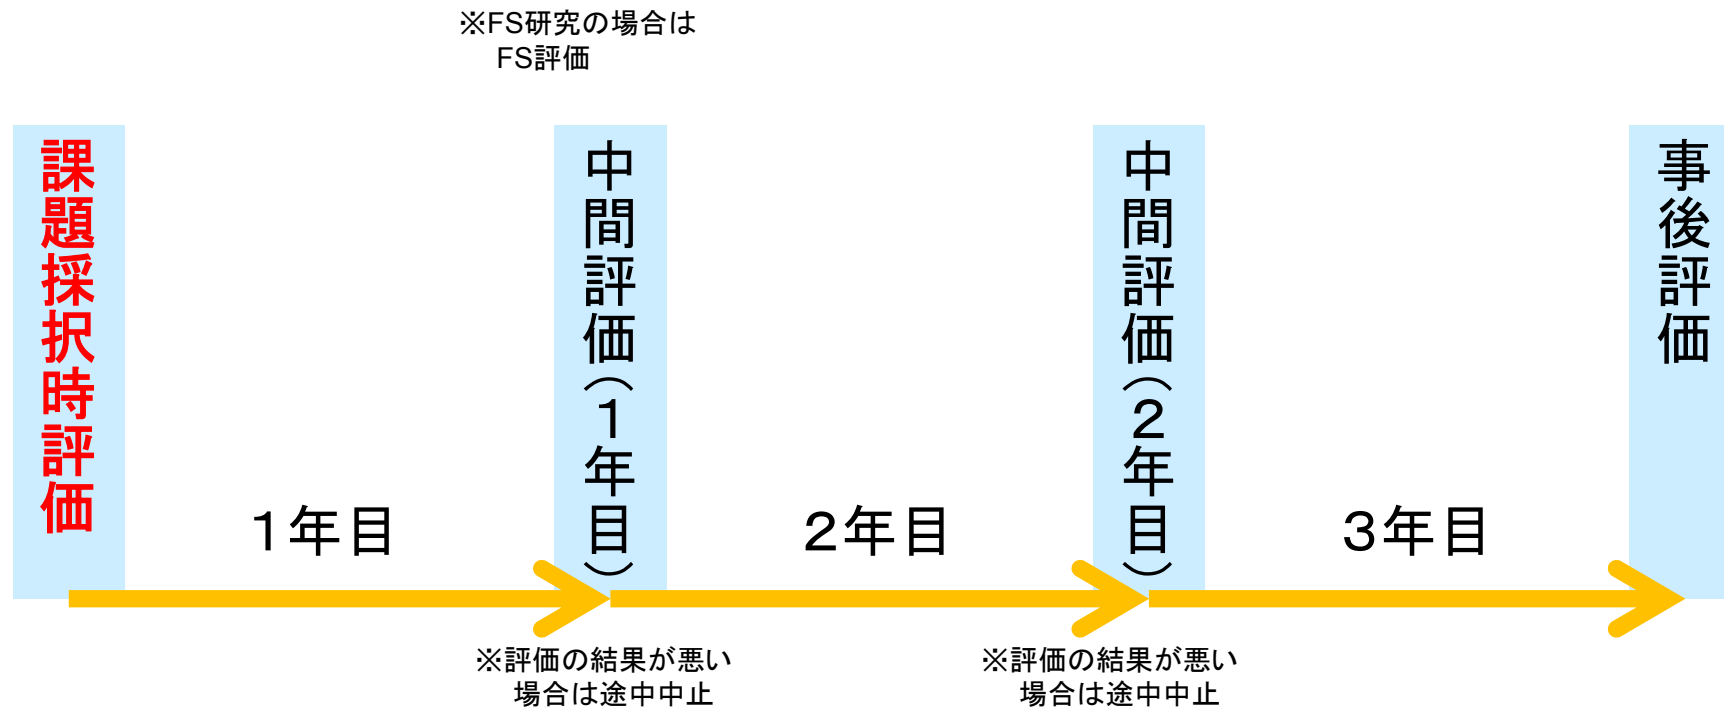 ※FS研究の場合は
FS評価
課題採択時評価
１年目
中間評価（１年目）
２年目
中間評価（２年目）
３年目
事後評価
※評価の結果が悪い
場合は途中中止
※評価の結果が悪い
場合は途中中止